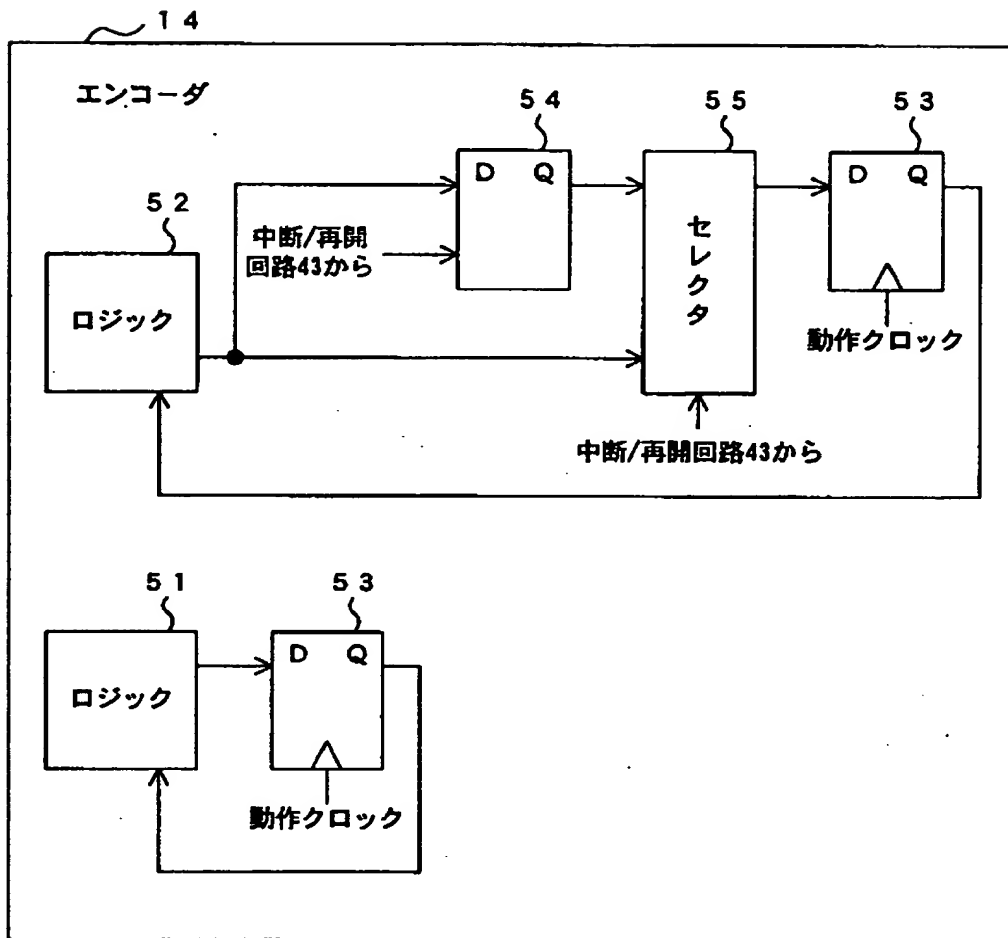 １４
エンコーダ
５４
５５
５３
５２
D Q
D Q
中断/再開
回路43から
セレクタ
ロジック
動作クロック
中断/再開回路43から
５１
５３
D Q
ロジック
動作クロック